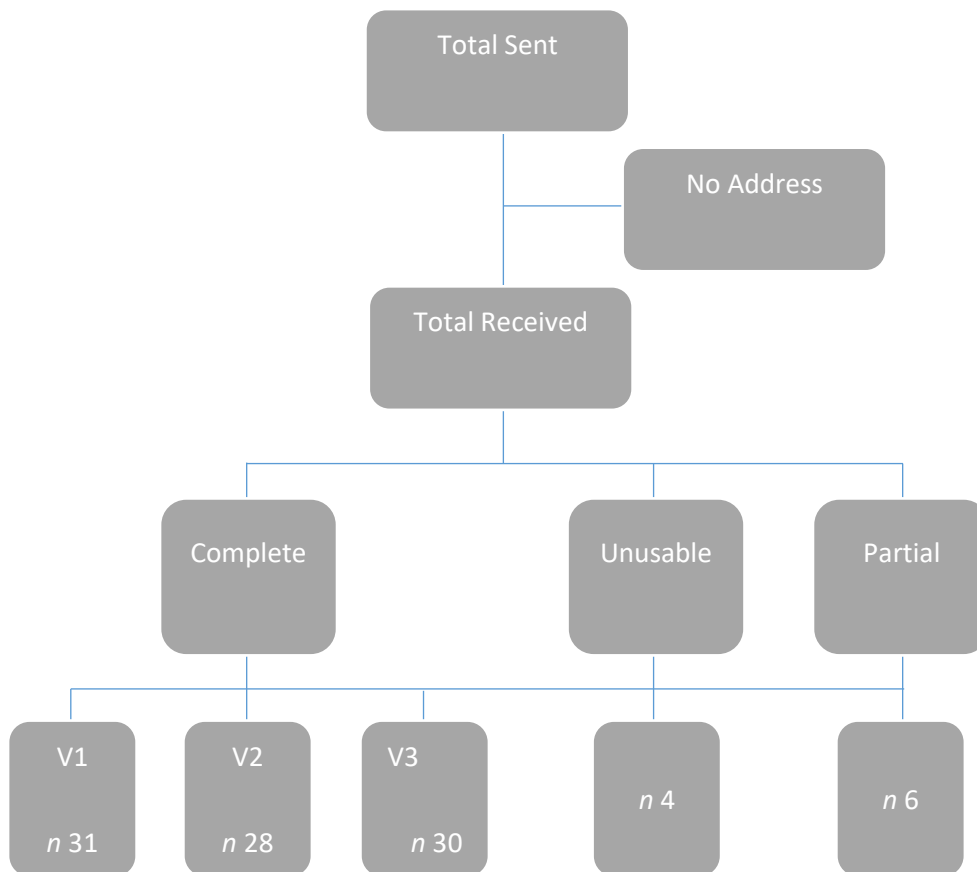 Total Sent
No Address
Total Received
Complete
Unusable
Partial
V1
n 31
V2
n 28
V3
n 30
n 4
n 6